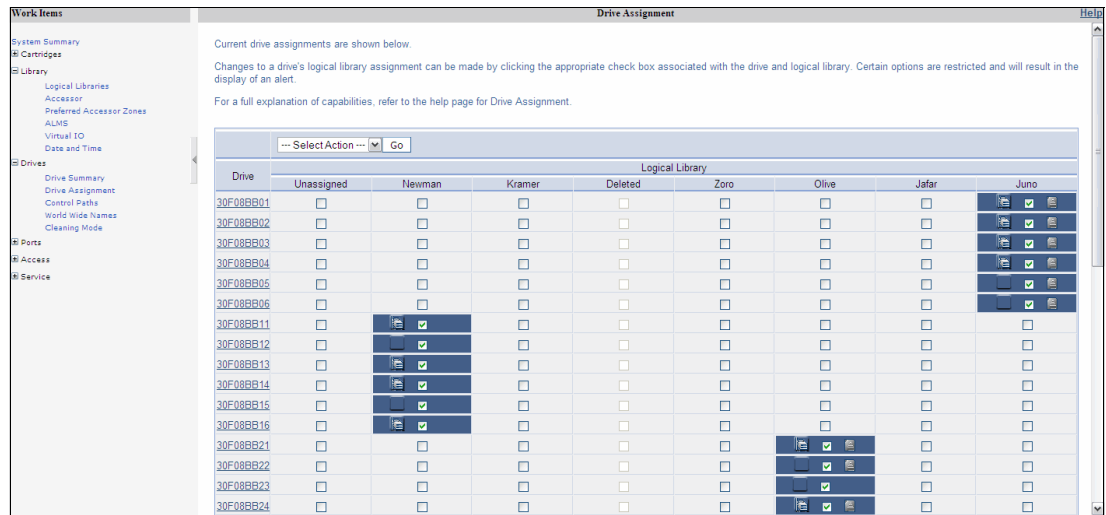 Work Items
Drive Assignment
Help
System Summary
Cartridges
Library
Logical Libraries
Accessor
Preferred Accessor Zones
ALMS
Virtual IO
Date and Time
Drives
Drive Summary
Drive Assignment
Control Paths
World Wide Names
Cleaning Mode
Ports
Access
Service
Current drive assignments are shown below.
Changes to a drive's logical library assignment can be made by clicking the appropriate check box associated with the drive and logical library. Certain options are restricted and will result in the
display of an alert.
For a full explanation of capabilities, refer to the help page for Drive Assignment.
--- Select Action --- Go
Drive
Logical Library
Unassigned Newman Kramer Deleted Zoro Olive Jafar Juno
30F08BB01
30F08BB02
30F08BB03
30F08BB04
30F08BB05
30F08BB06
30F08BB11
30F08BB12
30F08BB13
30F08BB14
30F08BB15
30F08BB16
30F08BB21
30F08BB22
30F08BB23
30F08BB24